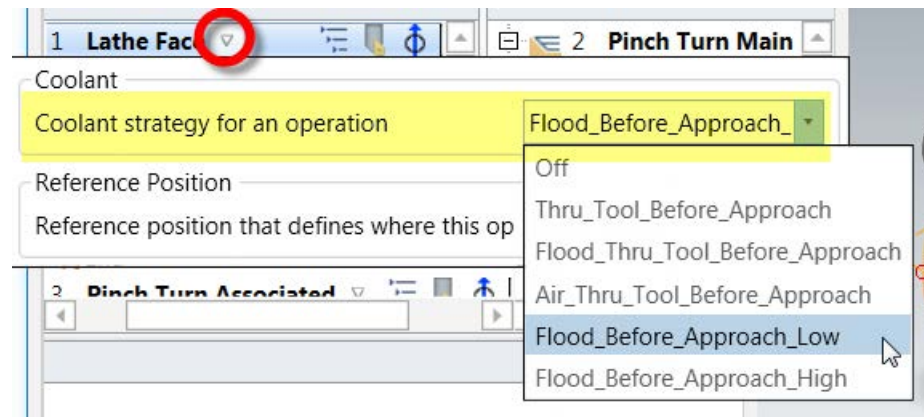 1 Lathe Fac
2 Pinch Turn Main
Coolant
Coolant strategy for an operation
Flood_Before_Approach_
Off
Thru_Tool_Before_Approach
Flood_Thru_Tool_Before_Approach
Air_Thru_Tool_Before_Approach
Flood_Before_Approach_Low
Flood_Before_Approach_High
Reference Position
Reference position that defines where this op
3 Pinch Turn Associated